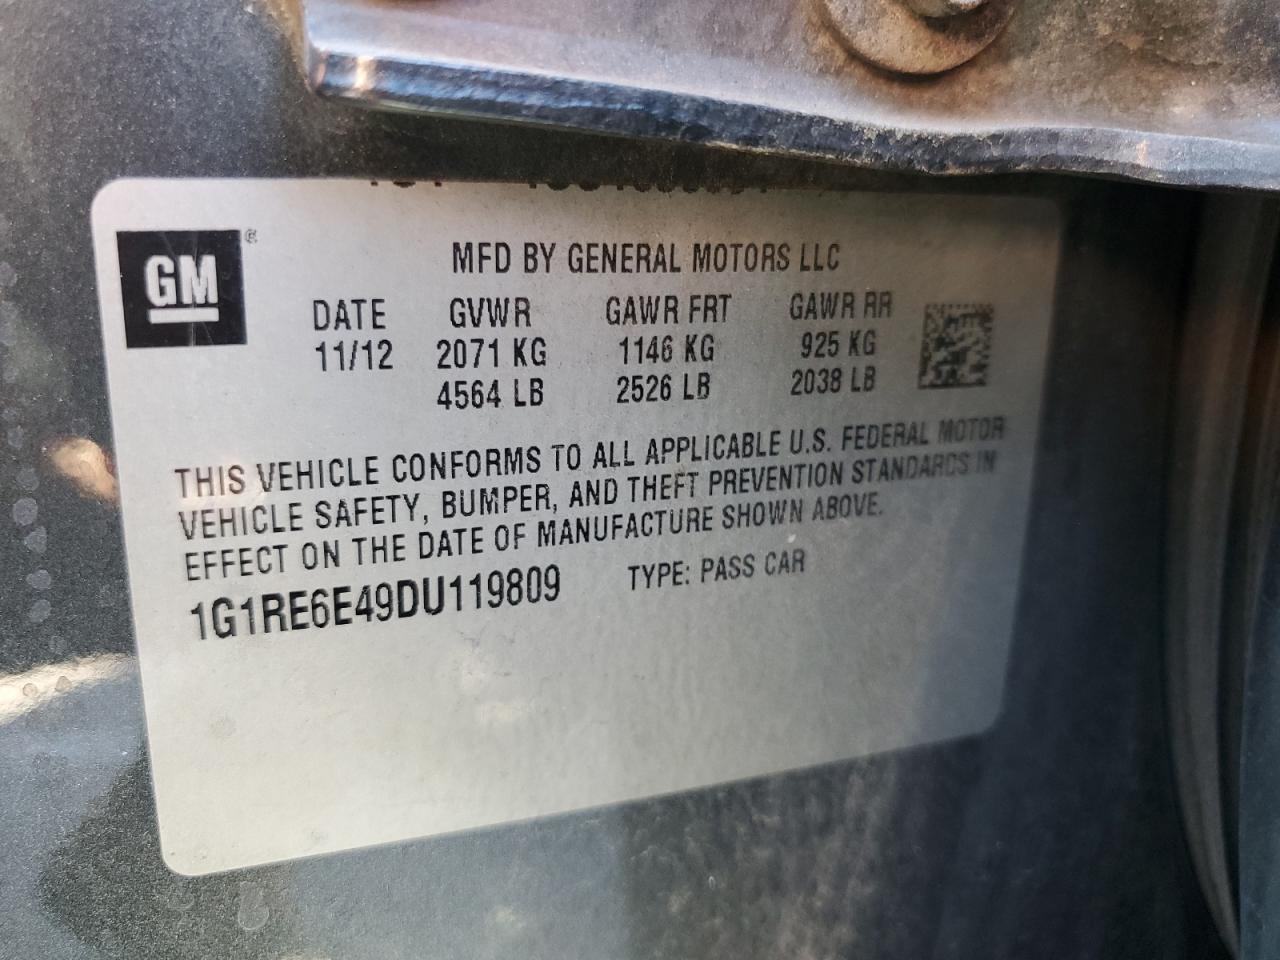 GM
MFD BY GENERAL MOTORS LLC
DATE GVWR GAWR FRT GAWR RR
11/12 2071 KG 1146 KG 925 KG
4564 LB 2526 LB 2038 LB
THIS VEHICLE CONFORMS TO ALL APPLICABLE U.S. FEDERAL MOTOR
VEHICLE SAFETY, BUMPER, AND THEFT PREVENTION STANDARDS IN
EFFECT ON THE DATE OF MANUFACTURE SHOWN ABOVE.
1G1RE6E49DU119809 TYPE: PASS CAR